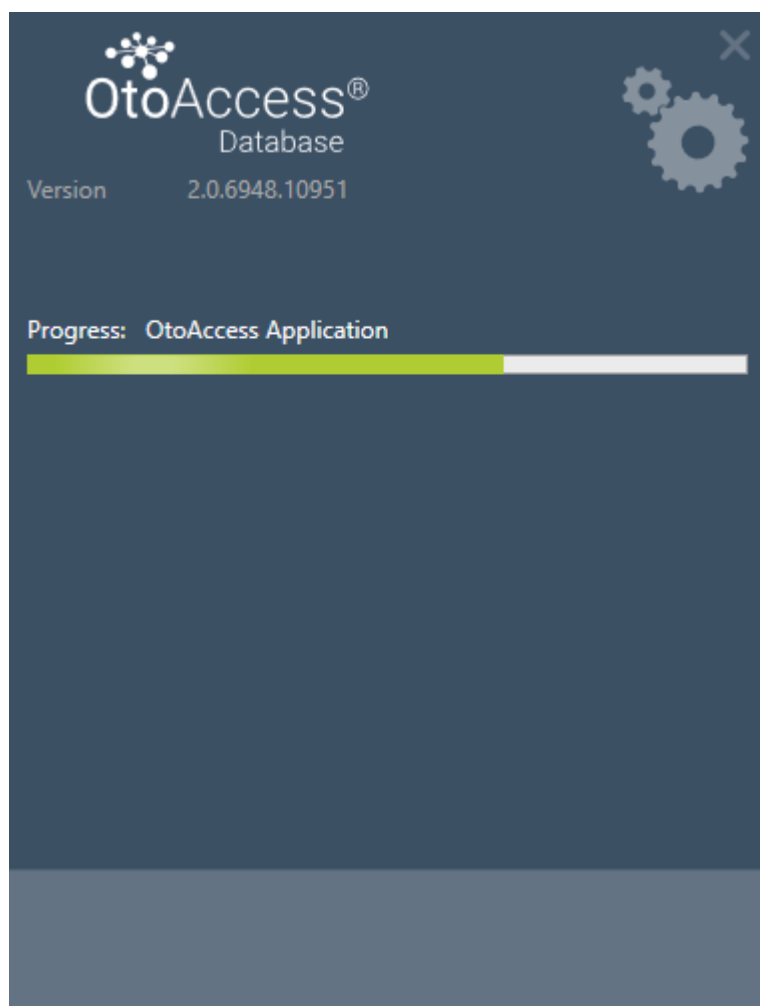 OtoAccess®
Database
Version 2.0.6948.10951
Progress: OtoAccess Application